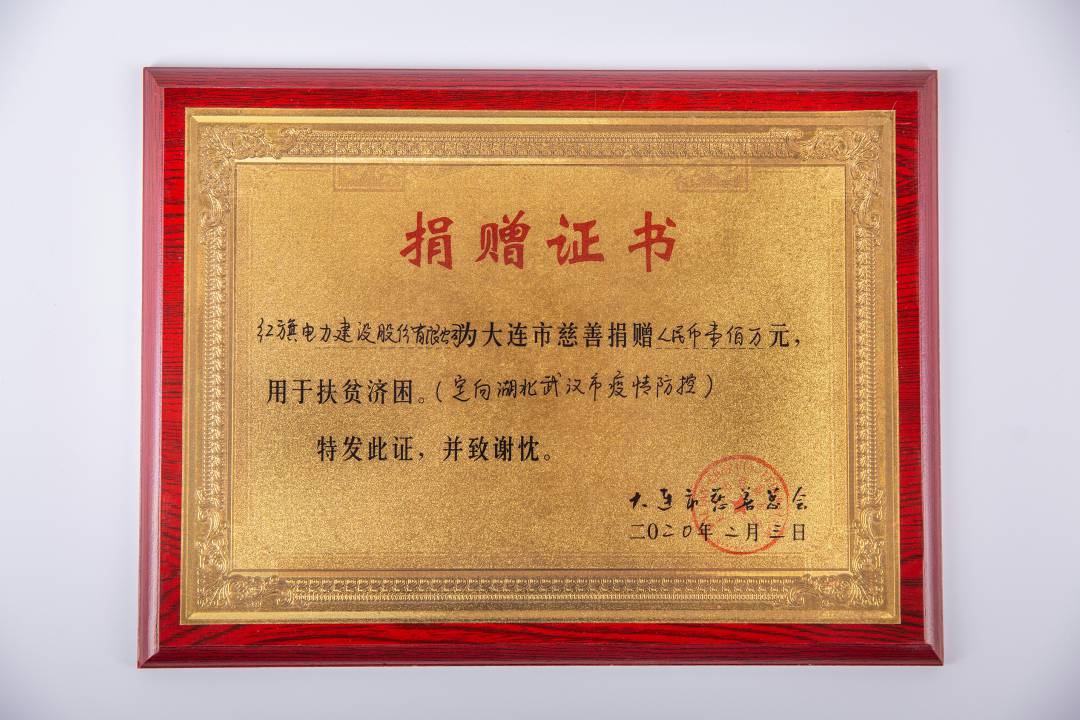 捐赠证书
红旗电力建设股份有限公司为大连市慈善捐赠人民币壹佰万元，
用于扶贫济困。（定向湖北武汉市疫情防控）
特发此证，并致谢忱。
大连市慈善总会
二〇二〇年二月三日